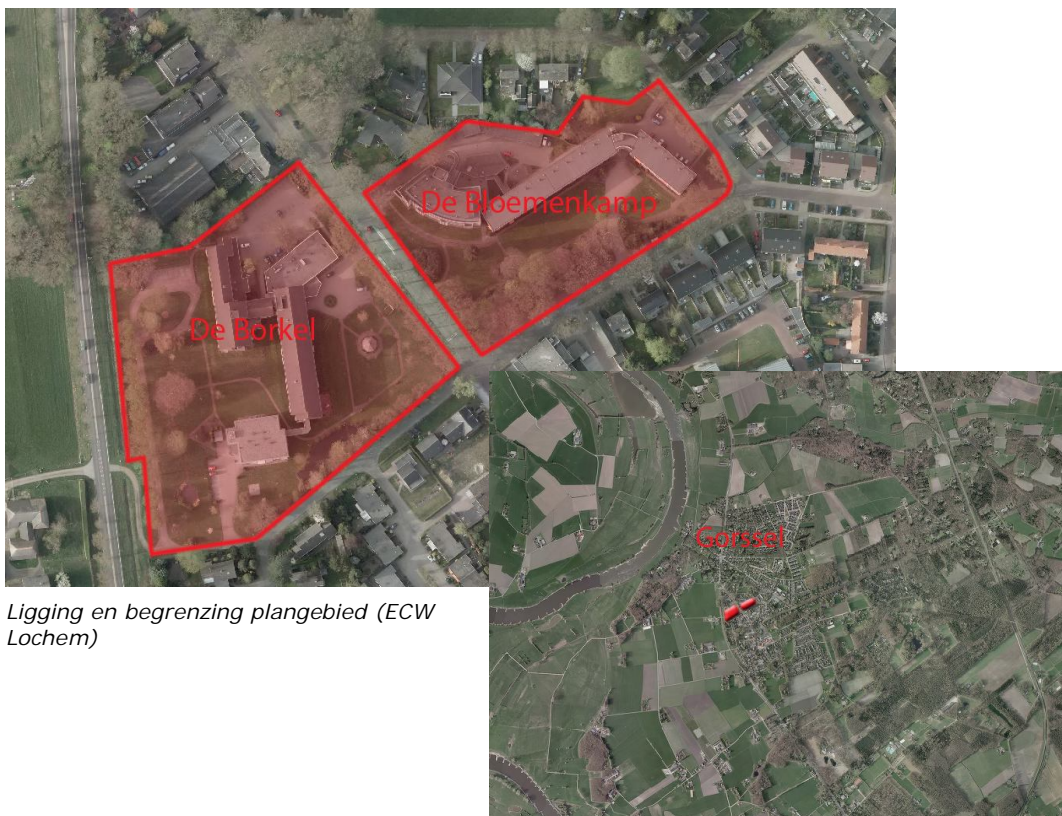 De Bloemenkamp
De Borkel
Gorssel
Ligging en begrenzing plangebied (ECW
Lochem)